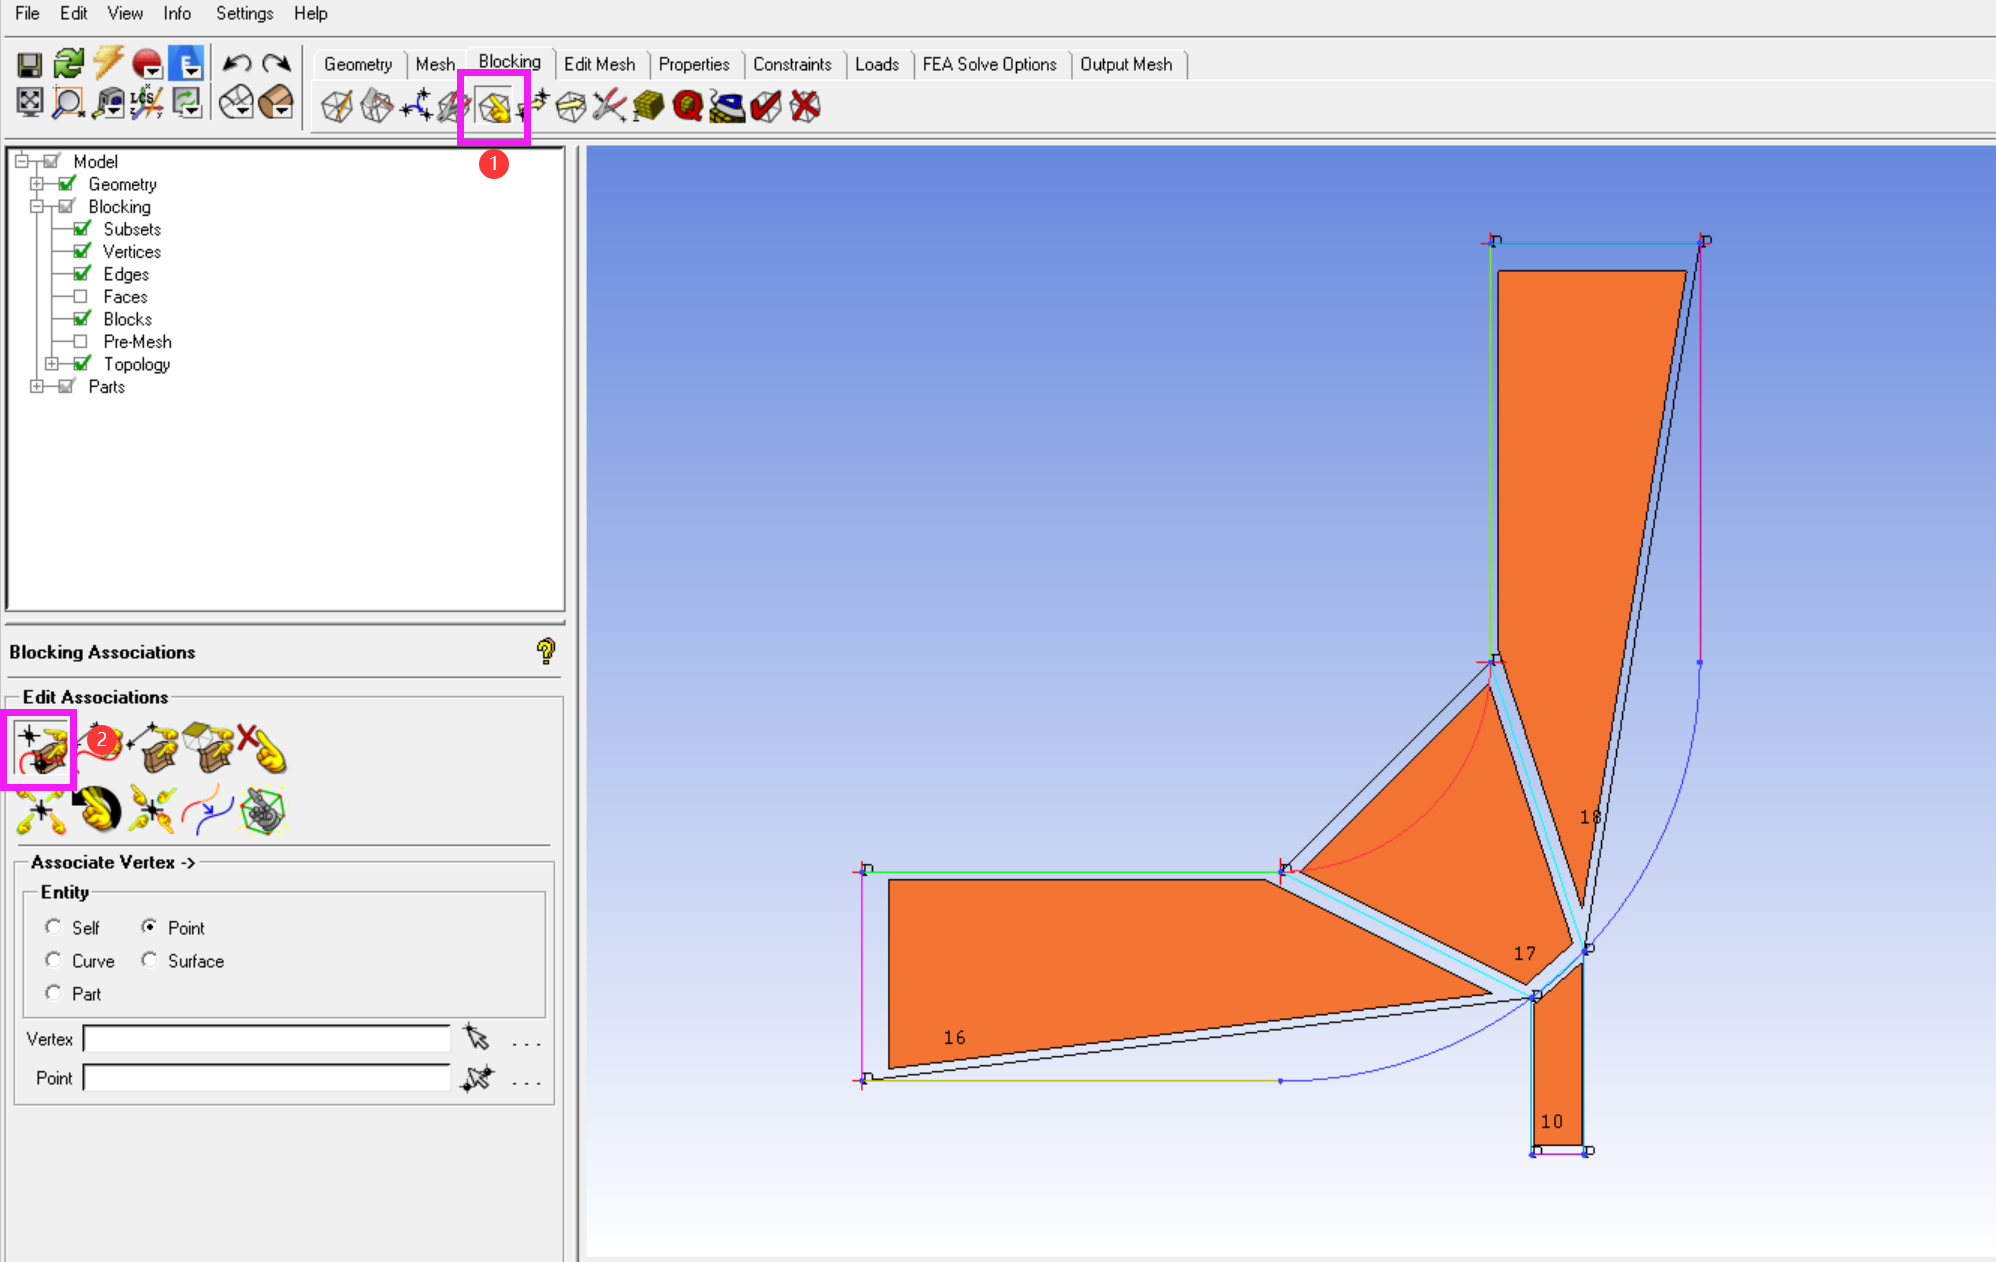 File Edit View Info Settings Help
Geometry Mesh Blocking Edit Mesh Properties Constraints Loads FEA Solve Options Output Mesh
1
Model
Geometry
Blocking
Subsets
Vertices
Edges
Faces
Blocks
Pre-Mesh
Topology
Parts
Blocking Associations
Edit Associations
2
Associate Vertex ->
Entity
Self Point
Curve Surface
Part
Vertex ...
Point ...
18
17
16
10